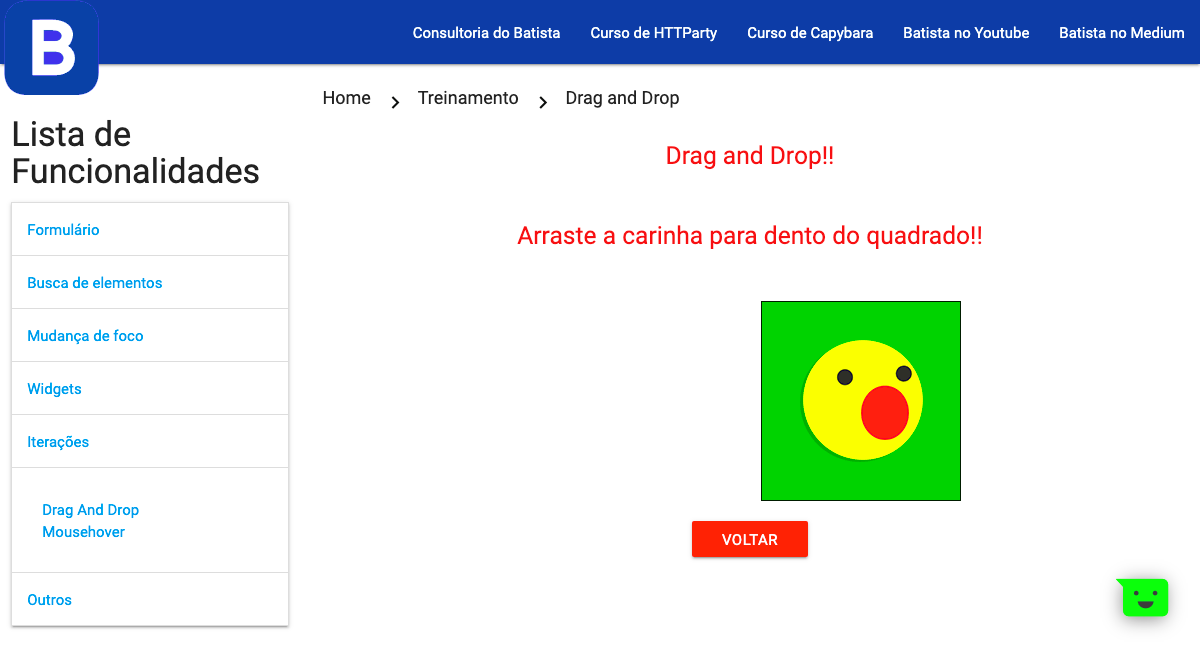 B
Consultoria do Batista
Curso de HTTParty
Curso de Capybara
Batista no Youtube
Batista no Medium
Home
Treinamento
Drag and Drop
Lista de
Funcionalidades
Formulário
Busca de elementos
Mudança de foco
Widgets
Iterações
Drag And Drop
Mousehover
Outros
Drag and Drop!!
Arraste a carinha para dento do quadrado!!
VOLTAR